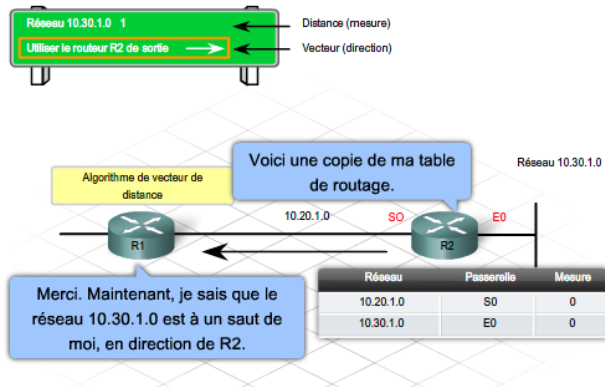 Réseau 10.30.1.0 1
Distance (mesure)
Utiliser le routeur R2 de sortie
Vecteur (direction)
Voici une copie de ma table
de routage.
Réseau 10.30.1.0
Algorithme de vecteur de
distance
10.20.1.0
SO
E0
R1
R2
Réseau Passerelle Mesure
10.20.1.0 S0 0
10.30.1.0 E0 0
Merci. Maintenant, je sais que le
réseau 10.30.1.0 est à un saut de
moi, en direction de R2.